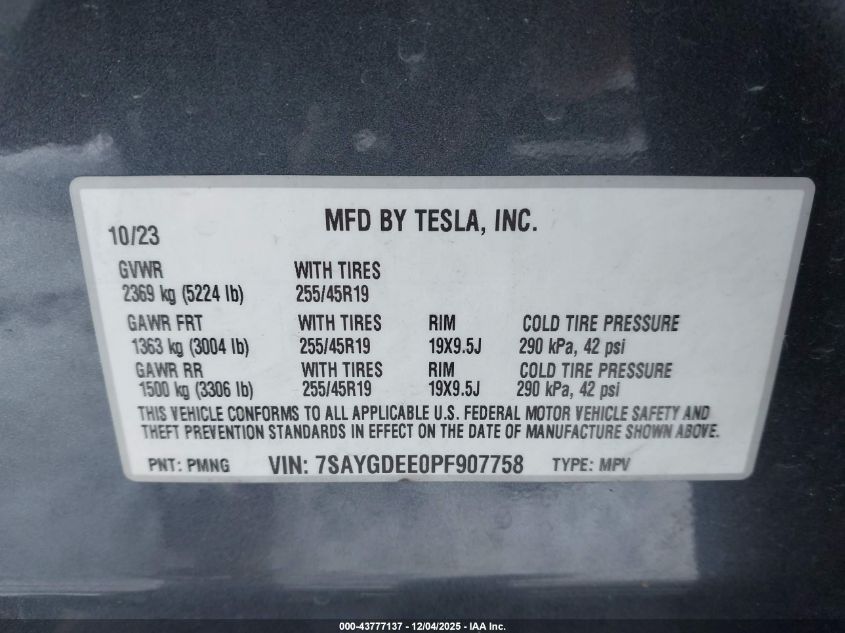 MFD BY TESLA, INC.
10/23
GVWR WITH TIRES
2369 kg (5224 lb) 255/45R19
GAWR FRT WITH TIRES RIM COLD TIRE PRESSURE
1363 kg (3004 lb) 255/45R19 19X9.5J 290 kPa, 42 psi
GAWR RR WITH TIRES RIM COLD TIRE PRESSURE
1500 kg (3306 lb) 255/45R19 19X9.5J 290 kPa, 42 psi
THIS VEHICLE CONFORMS TO ALL APPLICABLE U.S. FEDERAL MOTOR VEHICLE SAFETY AND
THEFT PREVENTION STANDARDS IN EFFECT ON THE DATE OF MANUFACTURE SHOWN ABOVE.
PNT: PMNG VIN: 7SAYGDEE0PF907758 TYPE: MPV
000-43777137 - 12/04/2025 - IAA Inc.